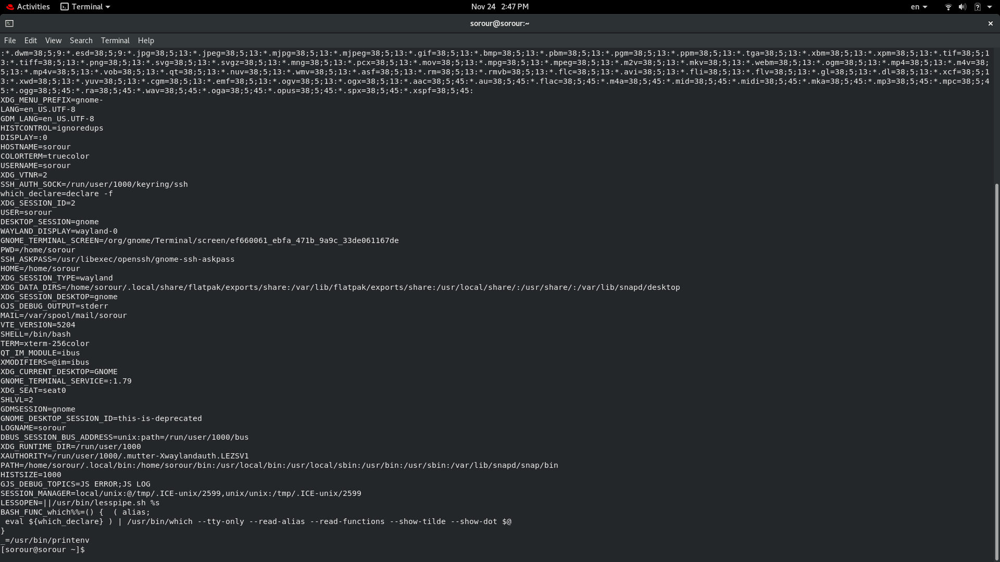 Activities Terminal Nov 24 2:47 PM en
sorour@sorour:~
File Edit View Search Terminal Help
:*.dwm=38;5;9:*.esd=38;5;9:*.jpg=38;5;13:*.jpeg=38;5;13:*.mjpg=38;5;13:*.mjpeg=38;5;13:*.gif=38;5;13:*.bmp=38;5;13:*.pbm=38;5;13:*.pgm=38;5;13:*.ppm=38;5;13:*.tga=38;5;13:*.xbm=38;5;13:*.xpm=38;5;13:*.tif=38;5;1
3:*.tiff=38;5;13:*.png=38;5;13:*.svg=38;5;13:*.svgz=38;5;13:*.mng=38;5;13:*.pcx=38;5;13:*.mov=38;5;13:*.mpg=38;5;13:*.mpeg=38;5;13:*.m2v=38;5;13:*.mkv=38;5;13:*.webm=38;5;13:*.ogm=38;5;13:*.mp4=38;5;13:*.m4v=38;
5;13:*.mp4v=38;5;13:*.vob=38;5;13:*.qt=38;5;13:*.nuv=38;5;13:*.wmv=38;5;13:*.asf=38;5;13:*.rm=38;5;13:*.rmvb=38;5;13:*.flc=38;5;13:*.avi=38;5;13:*.fli=38;5;13:*.flv=38;5;13:*.gl=38;5;13:*.dl=38;5;13:*.xcf=38;5;1
3:*.xwd=38;5;13:*.yuv=38;5;13:*.cgm=38;5;13:*.emf=38;5;13:*.ogv=38;5;13:*.ogx=38;5;13:*.aac=38;5;45:*.au=38;5;45:*.flac=38;5;45:*.m4a=38;5;45:*.mid=38;5;45:*.midi=38;5;45:*.mka=38;5;45:*.mp3=38;5;45:*.mpc=38;5;4
5:*.ogg=38;5;45:*.ra=38;5;45:*.wav=38;5;45:*.oga=38;5;45:*.opus=38;5;45:*.spx=38;5;45:*.xspf=38;5;45:
XDG_MENU_PREFIX=gnome-
LANG=en_US.UTF-8
GDM_LANG=en_US.UTF-8
HISTCONTROL=ignoredups
DISPLAY=:0
HOSTNAME=sorour
COLORTERM=truecolor
USERNAME=sorour
XDG_VTNR=2
SSH_AUTH_SOCK=/run/user/1000/keyring/ssh
which_declare=declare -f
XDG_SESSION_ID=2
USER=sorour
DESKTOP_SESSION=gnome
WAYLAND_DISPLAY=wayland-0
GNOME_TERMINAL_SCREEN=/org/gnome/Terminal/screen/ef660061_ebfa_471b_9a9c_33de061167de
PWD=/home/sorour
SSH_ASKPASS=/usr/libexec/openssh/gnome-ssh-askpass
HOME=/home/sorour
XDG_SESSION_TYPE=wayland
XDG_DATA_DIRS=/home/sorour/.local/share/flatpak/exports/share:/var/lib/flatpak/exports/share:/usr/local/share/:/usr/share/:/var/lib/snapd/desktop
XDG_SESSION_DESKTOP=gnome
GJS_DEBUG_OUTPUT=stderr
MAIL=/var/spool/mail/sorour
VTE_VERSION=5204
SHELL=/bin/bash
TERM=xterm-256color
QT_IM_MODULE=ibus
XMODIFIERS=@im=ibus
XDG_CURRENT_DESKTOP=GNOME
GNOME_TERMINAL_SERVICE=:1.79
XDG_SEAT=seat0
SHLVL=2
GDMSESSION=gnome
GNOME_DESKTOP_SESSION_ID=this-is-deprecated
LOGNAME=sorour
DBUS_SESSION_BUS_ADDRESS=unix:path=/run/user/1000/bus
XDG_RUNTIME_DIR=/run/user/1000
XAUTHORITY=/run/user/1000/.mutter-Xwaylandauth.LEZSV1
PATH=/home/sorour/.local/bin:/home/sorour/bin:/usr/local/bin:/usr/local/sbin:/usr/bin:/usr/sbin:/var/lib/snapd/snap/bin
HISTSIZE=1000
GJS_DEBUG_TOPICS=JS ERROR;JS LOG
SESSION_MANAGER=local/unix:@/tmp/.ICE-unix/2599,unix/unix:/tmp/.ICE-unix/2599
LESSOPEN=||/usr/bin/lesspipe.sh %s
BASH_FUNC_which%%=() {  ( alias;
 eval ${which_declare} ) | /usr/bin/which --tty-only --read-alias --read-functions --show-tilde --show-dot $@
}
_=/usr/bin/printenv
[sorour@sorour ~]$